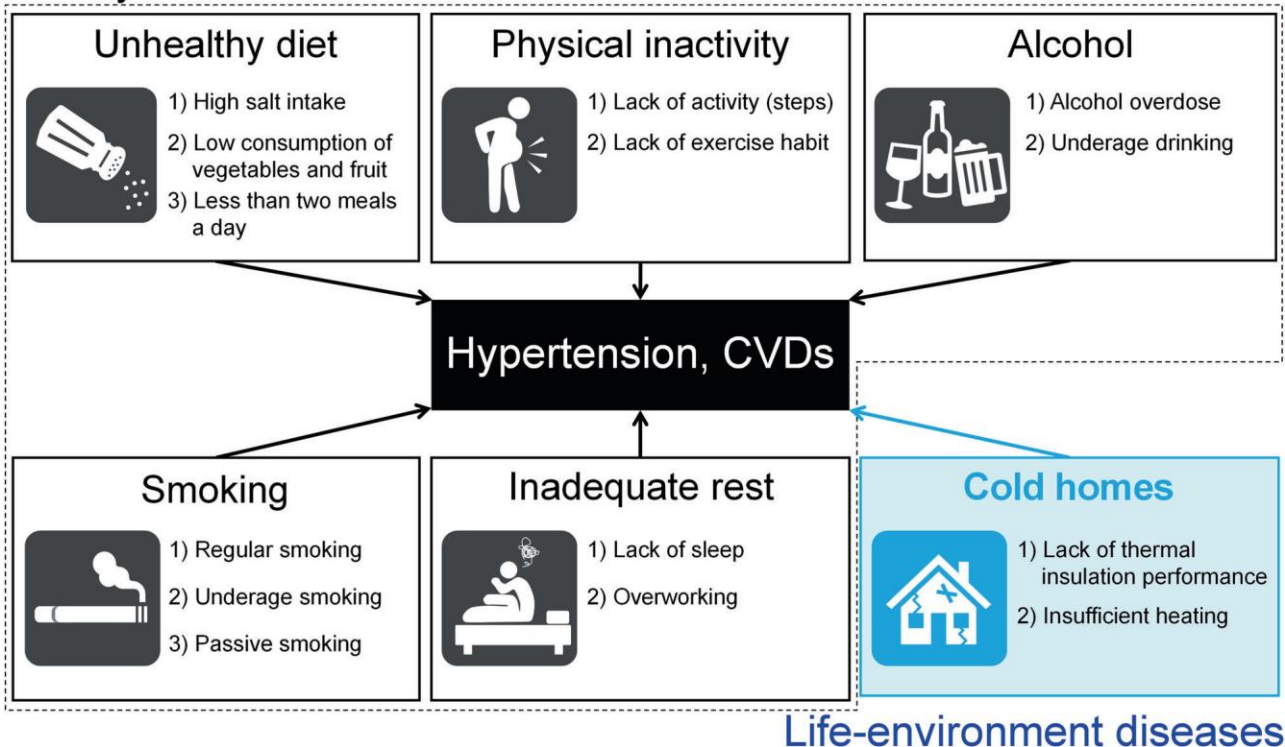 Unhealthy diet
1) High salt intake
2) Low consumption of
vegetables and fruit
3) Less than two meals
a day
Physical inactivity
1) Lack of activity (steps)
2) Lack of exercise habit
Alcohol
1) Alcohol overdose
2) Underage drinking
Hypertension, CVDs
Smoking
1) Regular smoking
2) Underage smoking
3) Passive smoking
Inadequate rest
1) Lack of sleep
2) Overworking
Cold homes
1) Lack of thermal
insulation performance
2) Insufficient heating
Life-environment diseases